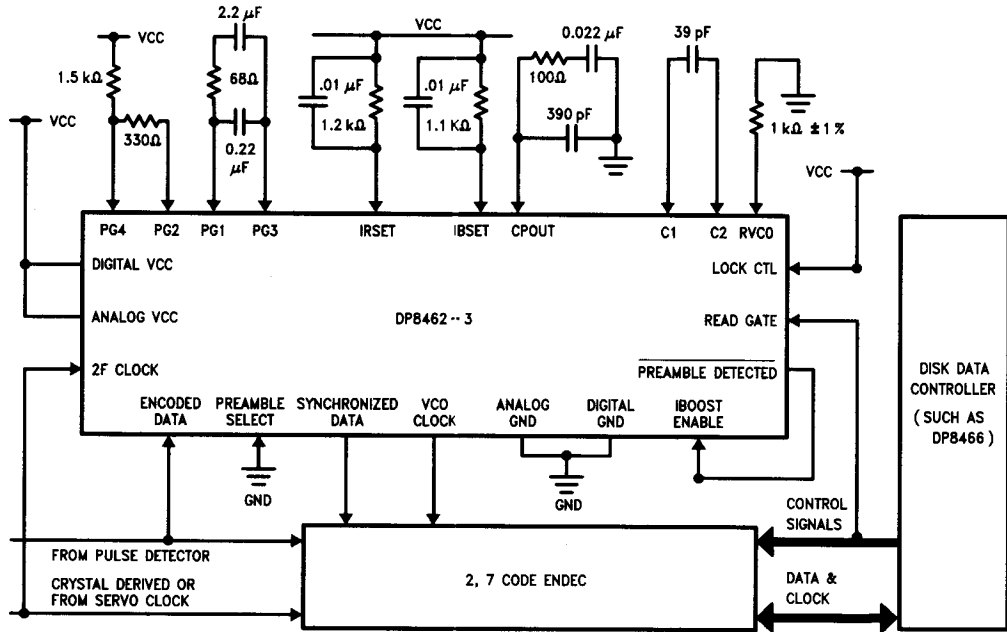 VCC
1.5 kΩ
330Ω
2.2 µF
68Ω
0.22
µF
VCC
.01 µF
1.2 kΩ
.01 µF
1.1 KΩ
0.022 µF
100Ω
390 pF
39 pF
1 kΩ ±1%
VCC
VCC
PG4
PG2
PG1
PG3
IRSET
IBSET
CPOUT
C1
C2
RVCO
DIGITAL VCC
LOCK CTL
ANALOG VCC
DP8462--3
READ GATE
2F CLOCK
PREAMBLE DETECTED
ENCODED
DATA
PREAMBLE
SELECT
SYNCHRONIZED
DATA
VCO
CLOCK
ANALOG
GND
DIGITAL
GND
IBOOST
ENABLE
DISK DATA
CONTROLLER
(SUCH AS
DP8466)
GND
GND
CONTROL
SIGNALS
FROM PULSE DETECTOR
2, 7 CODE ENDEC
CRYSTAL DERIVED OR
FROM SERVO CLOCK
DATA &
CLOCK